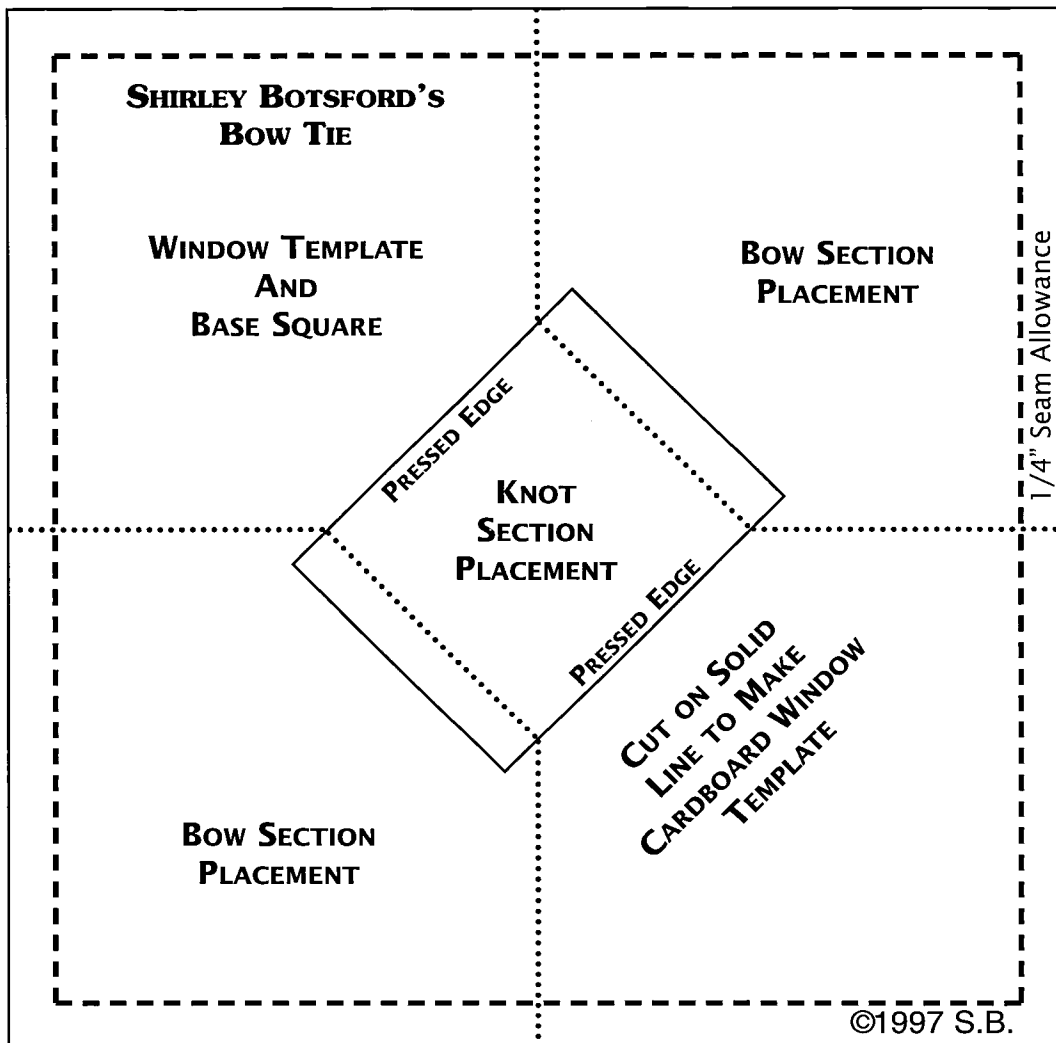 SHIRLEY BOTSFORD'S
BOW TIE
WINDOW TEMPLATE
AND
BASE SQUARE
BOW SECTION
PLACEMENT
1/4" Seam Allowance
PRESSED EDGE
KNOT
SECTION
PLACEMENT
PRESSED EDGE
CUT ON SOLID
LINE TO MAKE
CARDBOARD WINDOW
TEMPLATE
BOW SECTION
PLACEMENT
©1997 S.B.